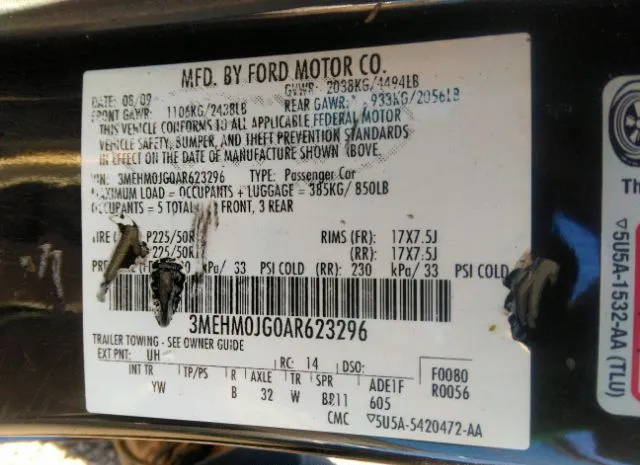 MFD. BY FORD MOTOR CO.
DATE: 08/09 GVWR: 2038KG/4494LB
FRONT GAWR: 1106KG/2438LB REAR GAWR: 933KG/2056LB
THIS VEHICLE CONFORMS TO ALL APPLICABLE FEDERAL MOTOR
VEHICLE SAFETY, BUMPER, AND THEFT PREVENTION STANDARDS
IN EFFECT ON THE DATE OF MANUFACTURE SHOWN ABOVE.
3MEHM0JG0AR623296 TYPE: Passenger Car
MAXIMUM LOAD = OCCUPANTS + LUGGAGE = 385KG/ 850LB
OCCUPANTS = 5 TOTAL FRONT, 3 REAR
P225/50R RIMS (FR): 17X7.5J
P225/50R (RR): 17X7.5J
kPa/ 33 PSI COLD (RR): 230 kPa/ 33 PSI COLD
3MEHM0JG0AR623296
TRAILER TOWING - SEE OWNER GUIDE
EXT PNT: UH RC: 14 DSO: F0080
INT TR TP/PS R AXLE TR SPR ADE1F R0056
YW B 32 W BB11 605
CMC ▽5U5A-5420472-AA
Th
▽5U5A-1532-AA (TLU)